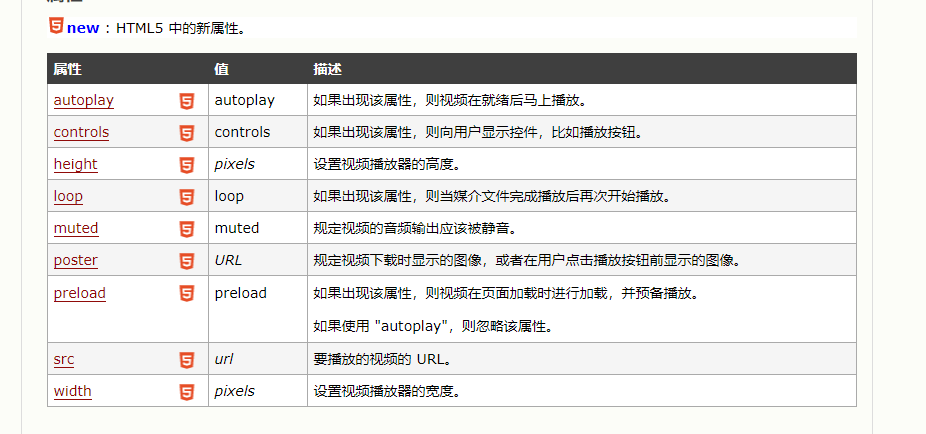 new : HTML5 中的新属性。
属性 值 描述
autoplay autoplay 如果出现该属性，则视频在就绪后马上播放。
controls controls 如果出现该属性，则向用户显示控件，比如播放按钮。
height pixels 设置视频播放器的高度。
loop loop 如果出现该属性，则当媒介文件完成播放后再次开始播放。
muted muted 规定视频的音频输出应该被静音。
poster URL 规定视频下载时显示的图像，或者在用户点击播放按钮前显示的图像。
preload preload 如果出现该属性，则视频在页面加载时进行加载，并预备播放。
如果使用 "autoplay"，则忽略该属性。
src url 要播放的视频的 URL。
width pixels 设置视频播放器的宽度。